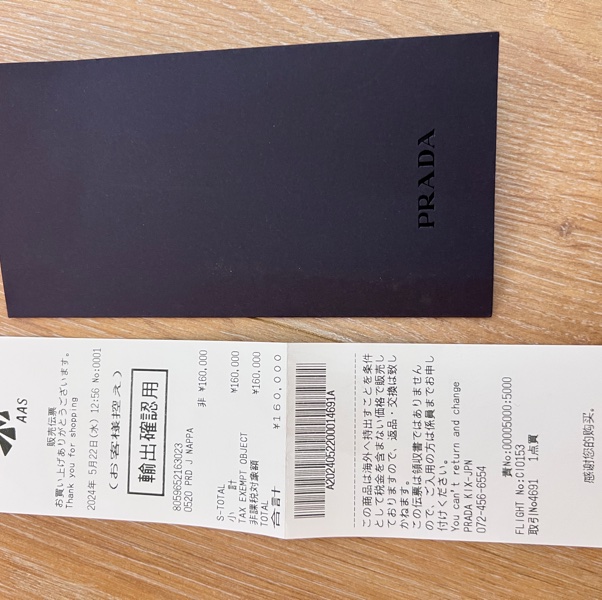 PRADA
AAS
販売伝票
お買い上げありがとうございます。
Thank you for shopping
2024年 5月22日(水) 12:56 No:0001
(お客様控え)
輸出確認用
8059652163023
0520 PRD J NAPPA
非 ¥160,000
S-TOTAL
小 計 ¥160,000
TAX EXEMPT OBJECT
非課税対象額 ¥160,000
TOTAL
合計 ¥160,000
A2024052200014691A
この商品は海外へ持出すことを条件
として税金を含まない価格で販売し
ておりますので、返品・交換は致し
かねます。
この伝票は領収書ではありません
ので、ご入用の方は係員までお申し
付けください。
You can't return and change
PRADA KIX-JPN
072-456-6554
責No:00005000:5000
FLIGHT No:CI0153
取引No4691 1点買
感谢您的购买。